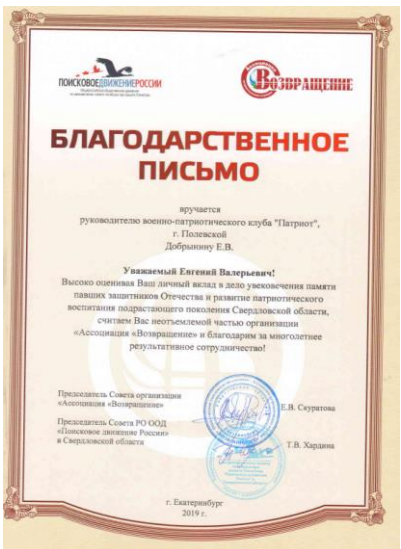 ПОИСКОВОЕДВИЖЕНИЕРОССИИ
ВОЗВРАЩЕНИЕ
БЛАГОДАРСТВЕННОЕ
ПИСЬМО
вручается
руководителю военно-патриотического клуба "Патриот",
г. Полевской
Добрынину Е.В.
Уважаемый Евгений Валерьевич!
Высоко оценивая Ваш личный вклад в дело увековечения памяти
павших защитников Отечества и развитие патриотического
воспитания подрастающего поколения Свердловской области,
считаем Вас неотъемлемой частью организации
«Ассоциация «Возвращение» и благодарим за многолетнее
результативное сотрудничество!
Председатель Совета организации
«Ассоциация «Возвращение»
Е.В. Скуратова
Председатель Совета РО ООД
«Поисковое движение России»
в Свердловской области
Т.В. Хардина
г. Екатеринбург
2019 г.